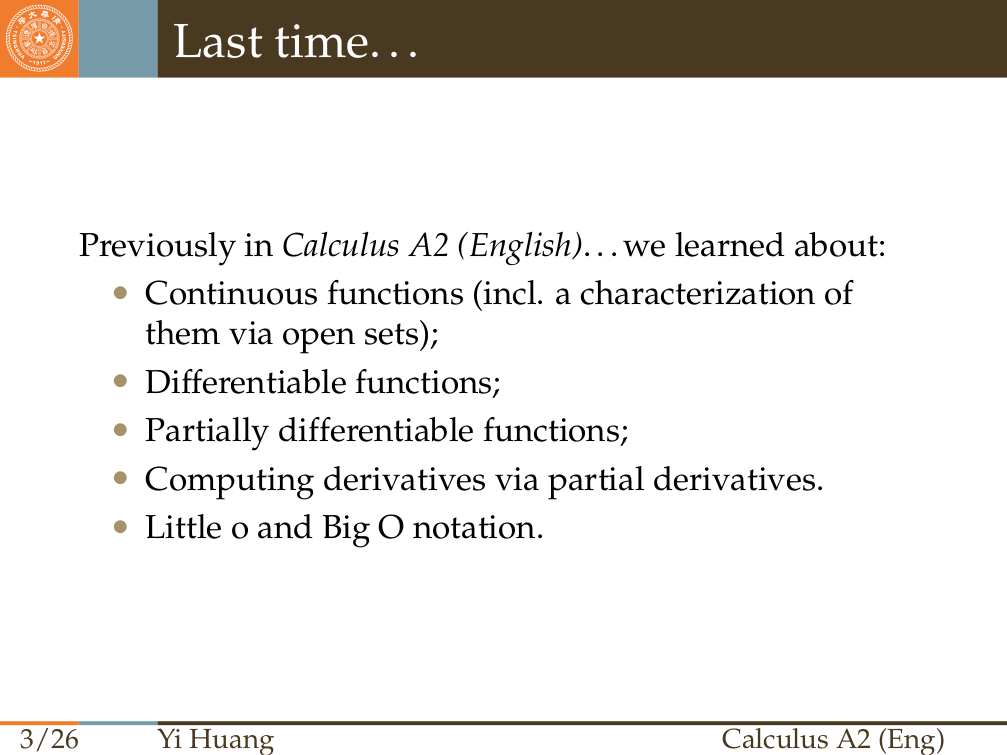 Last time. . .
Previously in Calculus A2 (English). . . we learned about:
• Continuous functions (incl. a characterization of
them via open sets);
• Differentiable functions;
• Partially differentiable functions;
• Computing derivatives via partial derivatives.
• Little o and Big O notation.
3/26 Yi Huang Calculus A2 (Eng)